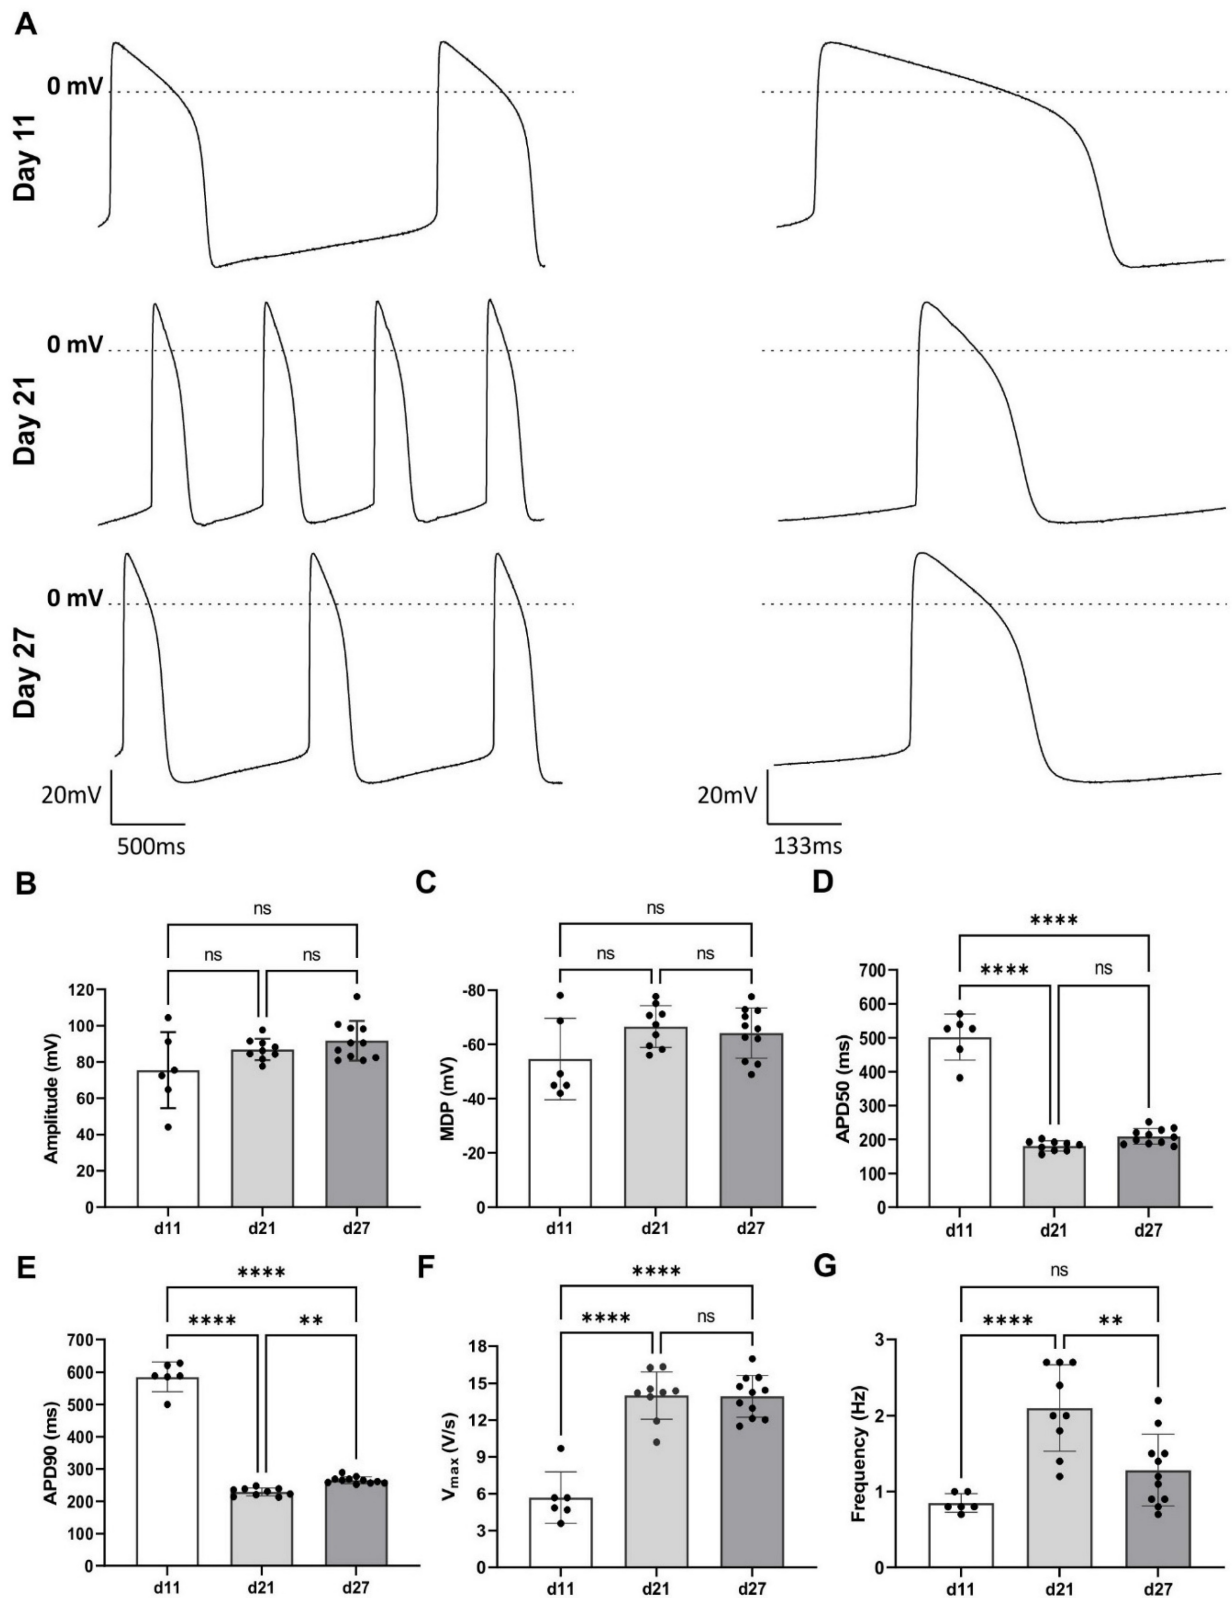 A
0 mV
Day 11
0 mV
Day 21
0 mV
Day 27
20mV
500ms
20mV
133ms
B
ns
ns
ns
120
100
80
60
40
20
0
Amplitude (mV)
d11
d21
d27
C
ns
ns
ns
-80
-60
-40
-20
0
MDP (mV)
d11
d21
d27
D
****
****
ns
700
600
500
400
300
200
100
0
APD50 (ms)
d11
d21
d27
E
****
****
**
700
600
500
400
300
200
100
0
APD90 (ms)
d11
d21
d27
F
****
****
ns
18
15
12
9
6
3
0
Vmax (V/s)
d11
d21
d27
G
ns
****
**
3
2
1
0
Frequency (Hz)
d11
d21
d27